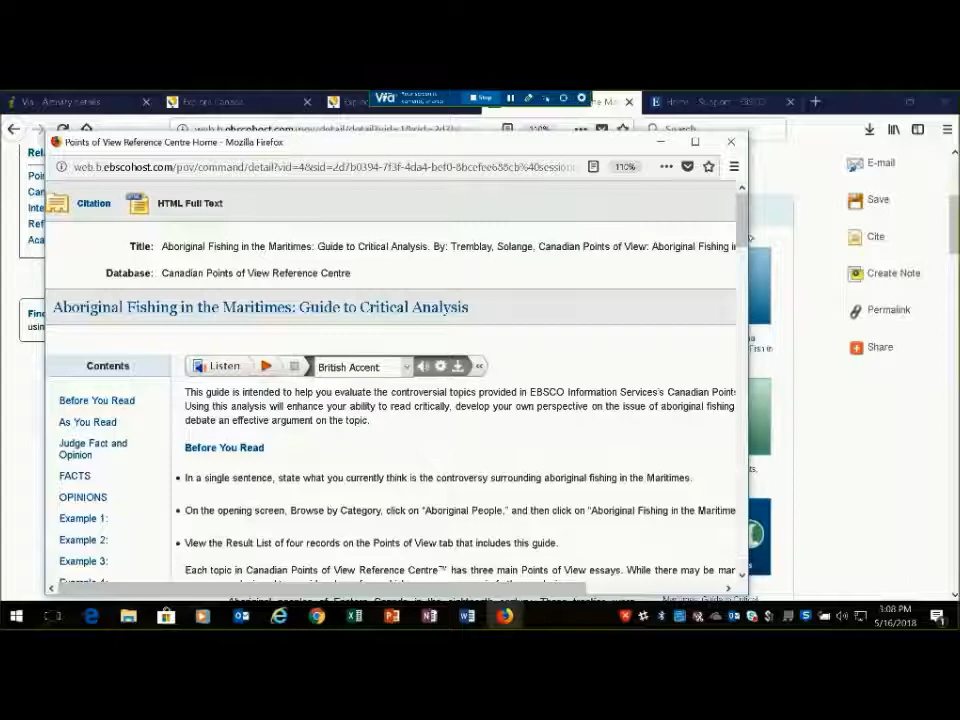 Via - Activity details
Explore Canada
Via
Stop
Home - Support - EBSCO
110%
Search
Points of View Reference Centre Home - Mozilla Firefox
web.b.ebscohost.com/pov/command/detail?vid=4&sid=2d7b0394-7f3f-4da4-bef0-8bcefee688cb%40session
110%
Citation
HTML Full Text
Title: Aboriginal Fishing in the Maritimes: Guide to Critical Analysis. By: Tremblay, Solange, Canadian Points of View: Aboriginal Fishing i
Database: Canadian Points of View Reference Centre
Aboriginal Fishing in the Maritimes: Guide to Critical Analysis
Contents
Before You Read
As You Read
Judge Fact and
Opinion
FACTS
OPINIONS
Example 1:
Example 2:
Example 3:
Listen
British Accent
This guide is intended to help you evaluate the controversial topics provided in EBSCO Information Services's Canadian Point
Using this analysis will enhance your ability to read critically, develop your own perspective on the issue of aboriginal fishing
debate an effective argument on the topic.
Before You Read
• In a single sentence, state what you currently think is the controversy surrounding aboriginal fishing in the Maritimes.
• On the opening screen, Browse by Category, click on "Aboriginal People," and then click on "Aboriginal Fishing in the Maritime
• View the Result List of four records on the Points of View tab that includes this guide.
Each topic in Canadian Points of View Reference Centre™ has three main Points of View essays. While there may be mar
E-mail
Save
Cite
Create Note
Permalink
Share
3:08 PM
5/16/2018